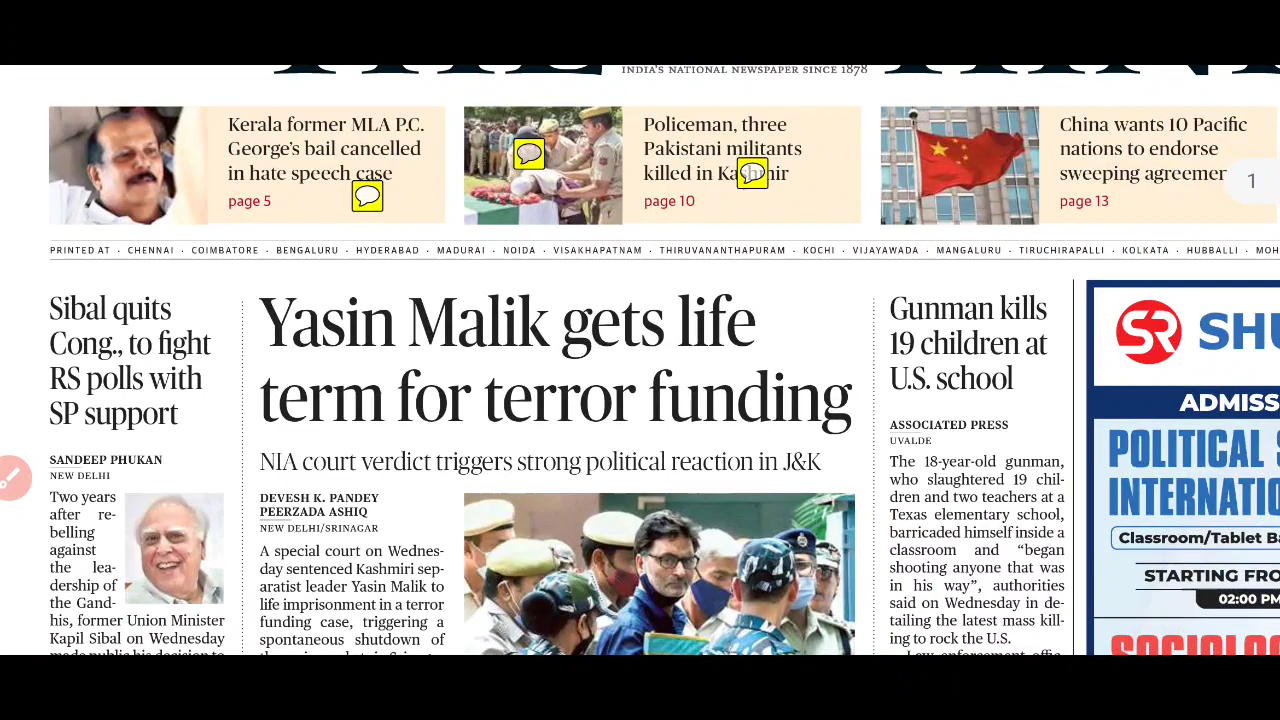 INDIA'S NATIONAL NEWSPAPER SINCE 1878
Kerala former MLA P.C.
George's bail cancelled
in hate speech case
page 5
Policeman, three
Pakistani militants
killed in Kashmir
page 10
China wants 10 Pacific
nations to endorse
sweeping
page 13
1
PRINTED AT · CHENNAI · COIMBATORE · BENGALURU · HYDERABAD · MADURAI · NOIDA · VISAKHAPATNAM · THIRUVANANTHAPURAM · KOCHI · VIJAYAWADA · MANGALURU · TIRUCHIRAPALLI · KOLKATA · HUBBALLI · MOH
Sibal quits
Cong., to fight
RS polls with
SP support
SANDEEP PHUKAN
NEW DELHI
Two years
after re-
belling
against
the lea-
dership of
the Gand-
his, former Union Minister
Kapil Sibal on Wednesday
Yasin Malik gets life
term for terror funding
NIA court verdict triggers strong political reaction in J&K
DEVESH K. PANDEY
PEERZADA ASHIQ
NEW DELHI/SRINAGAR
A special court on Wednes-
day sentenced Kashmiri sep-
aratist leader Yasin Malik to
life imprisonment in a terror
funding case, triggering a
spontaneous shutdown of
Gunman kills
19 children at
U.S. school
ASSOCIATED PRESS
UVALDE
The 18-year-old gunman,
who slaughtered 19 chil-
dren and two teachers at a
Texas elementary school,
barricaded himself inside a
classroom and “began
shooting anyone that was
in his way”, authorities
said on Wednesday in de-
tailing the latest mass kill-
ing to rock the U.S.
SR SHU
ADMISS
POLITICAL S
INTERNATIO
Classroom/Tablet Ba
STARTING FRO
02:00 PM
SOCIOLO